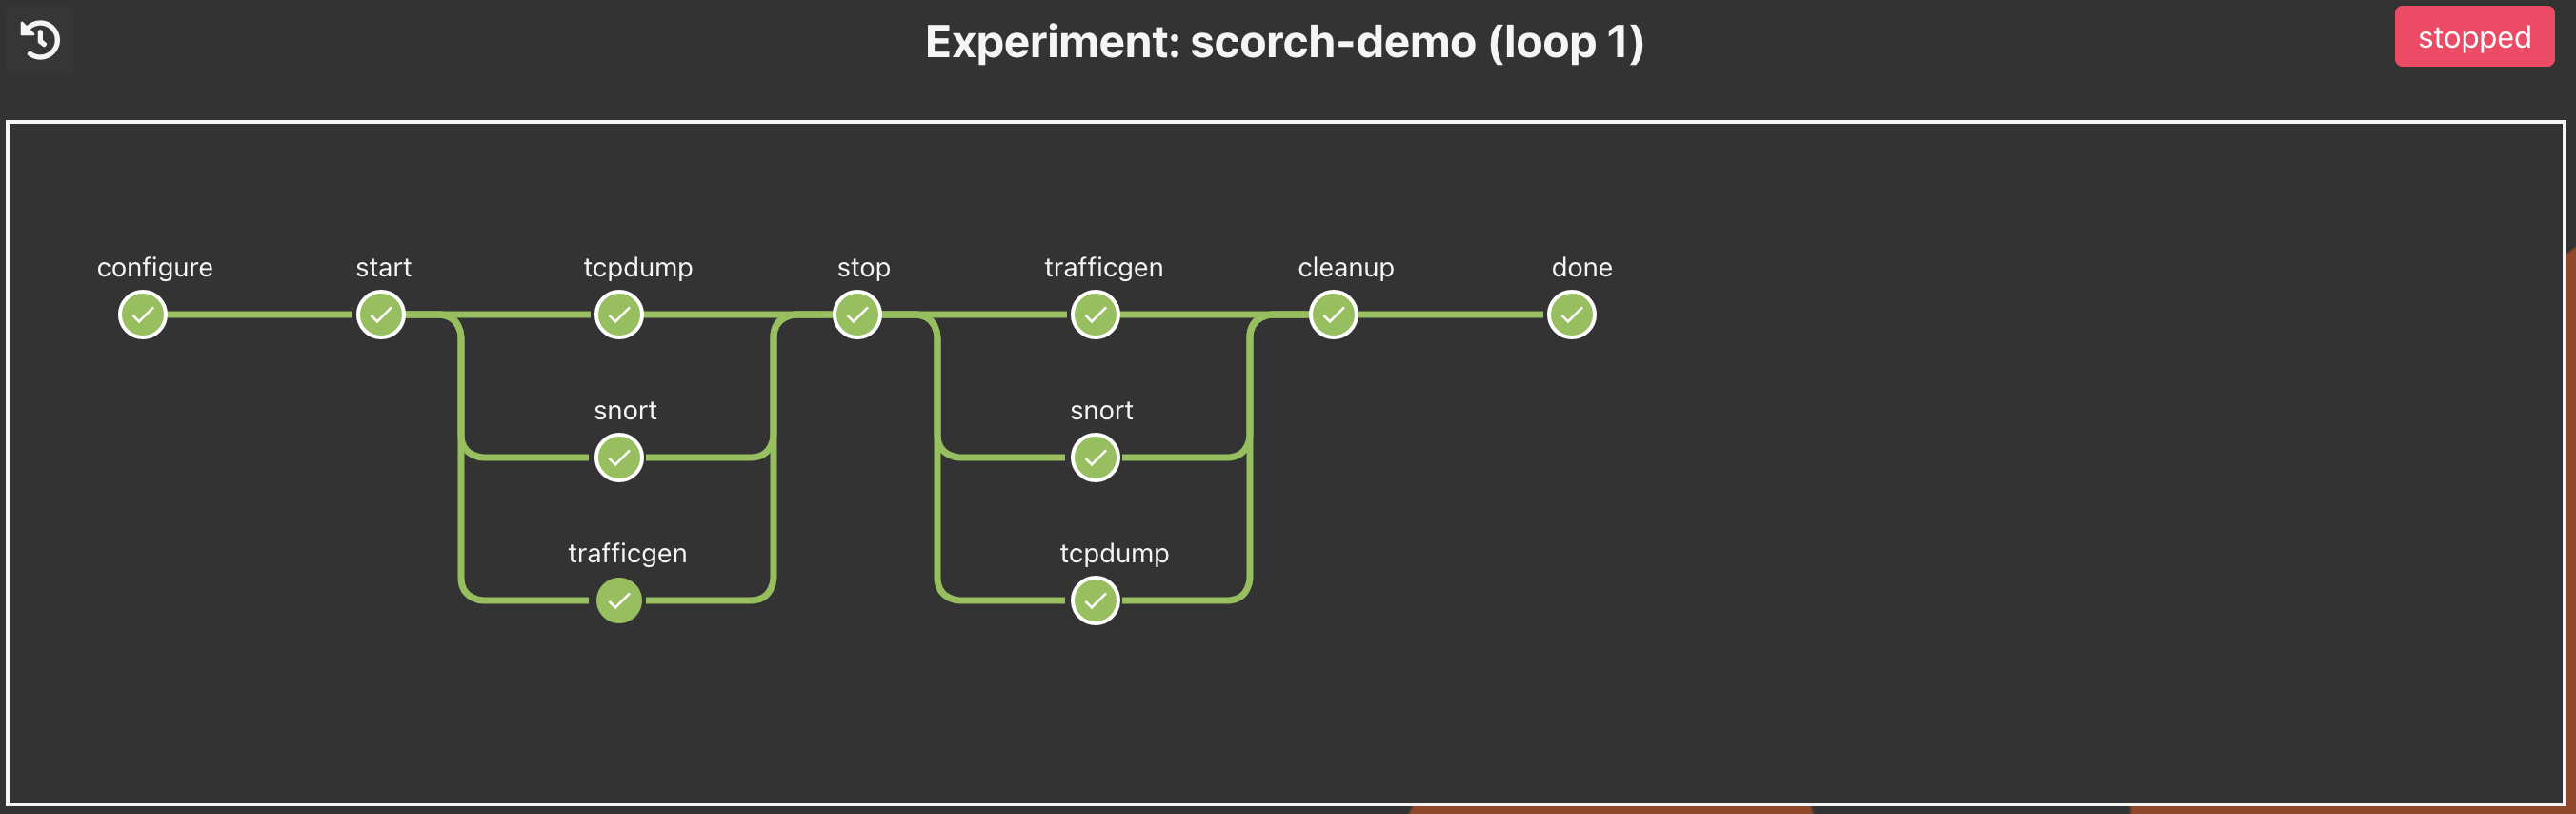 Experiment: scorch-demo (loop 1)
stopped
configure
start
tcpdump
stop
trafficgen
cleanup
done
snort
snort
trafficgen
tcpdump